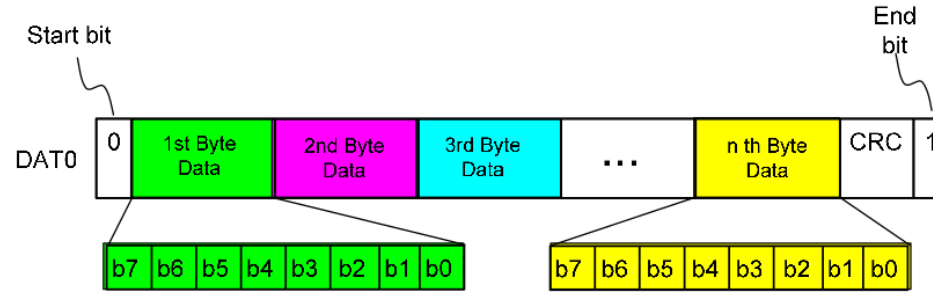 Start bit
End
bit
DAT0
0
1st Byte
Data
2nd Byte
Data
3rd Byte
Data
...
n th Byte
Data
CRC
1
b7 b6 b5 b4 b3 b2 b1 b0
b7 b6 b5 b4 b3 b2 b1 b0